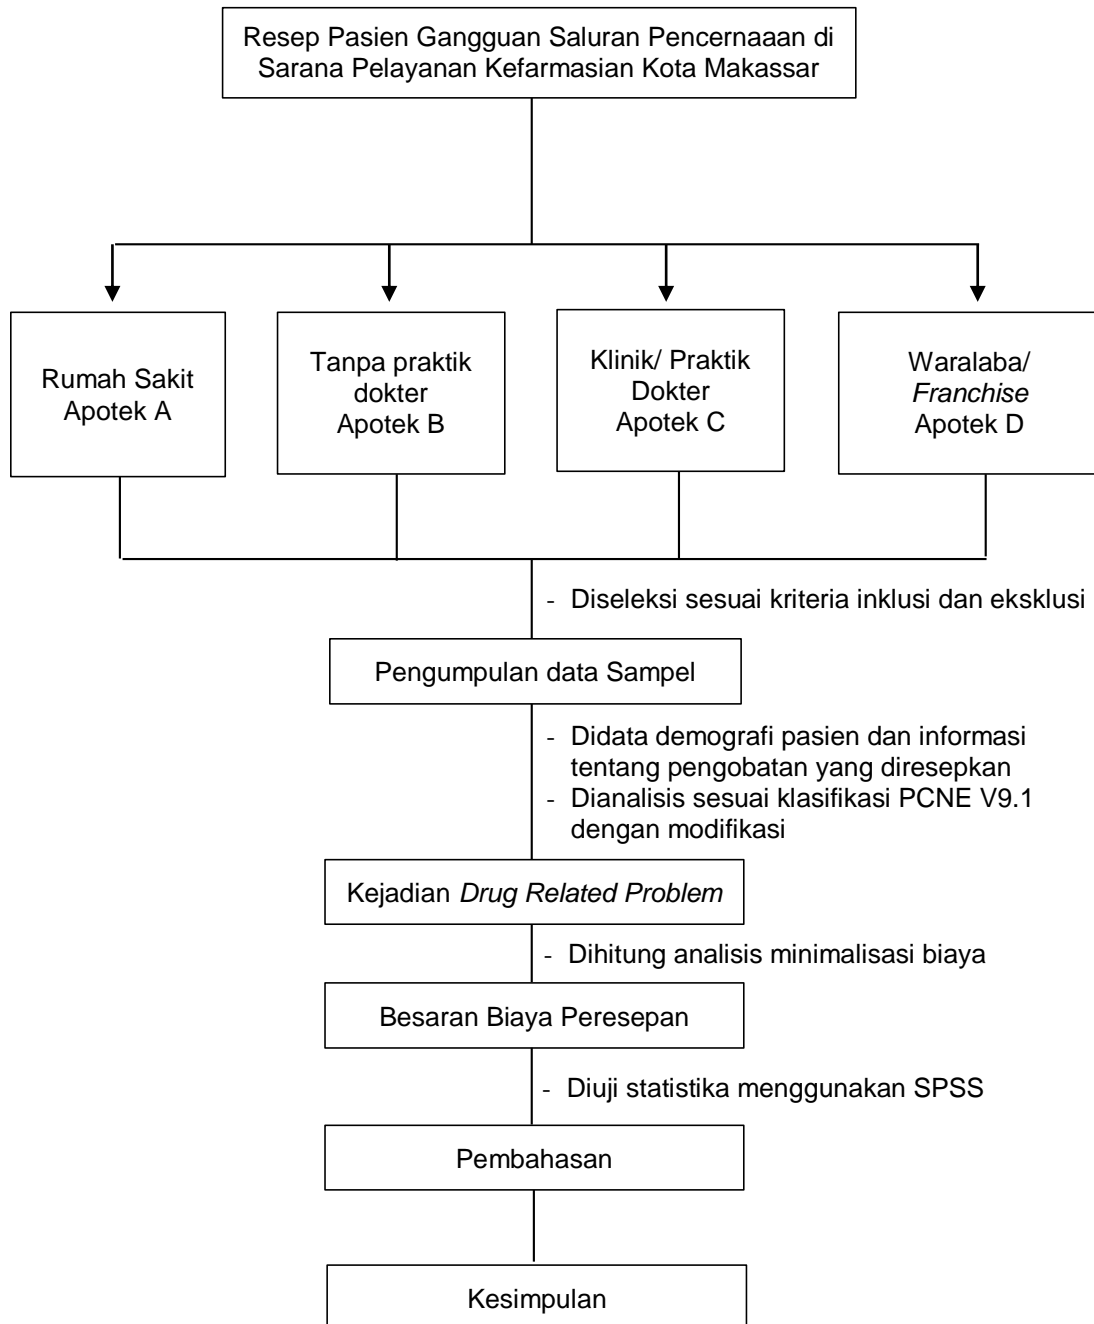 Resep Pasien Gangguan Saluran Pencernaaan di
Sarana Pelayanan Kefarmasian Kota Makassar
Rumah Sakit
Apotek A
Tanpa praktik
dokter
Apotek B
Klinik/ Praktik
Dokter
Apotek C
Waralaba/
Franchise
Apotek D
- Diseleksi sesuai kriteria inklusi dan eksklusi
Pengumpulan data Sampel
- Didata demografi pasien dan informasi
tentang pengobatan yang diresepkan
- Dianalisis sesuai klasifikasi PCNE V9.1
dengan modifikasi
Kejadian Drug Related Problem
- Dihitung analisis minimalisasi biaya
Besaran Biaya Peresepan
- Diuji statistika menggunakan SPSS
Pembahasan
Kesimpulan